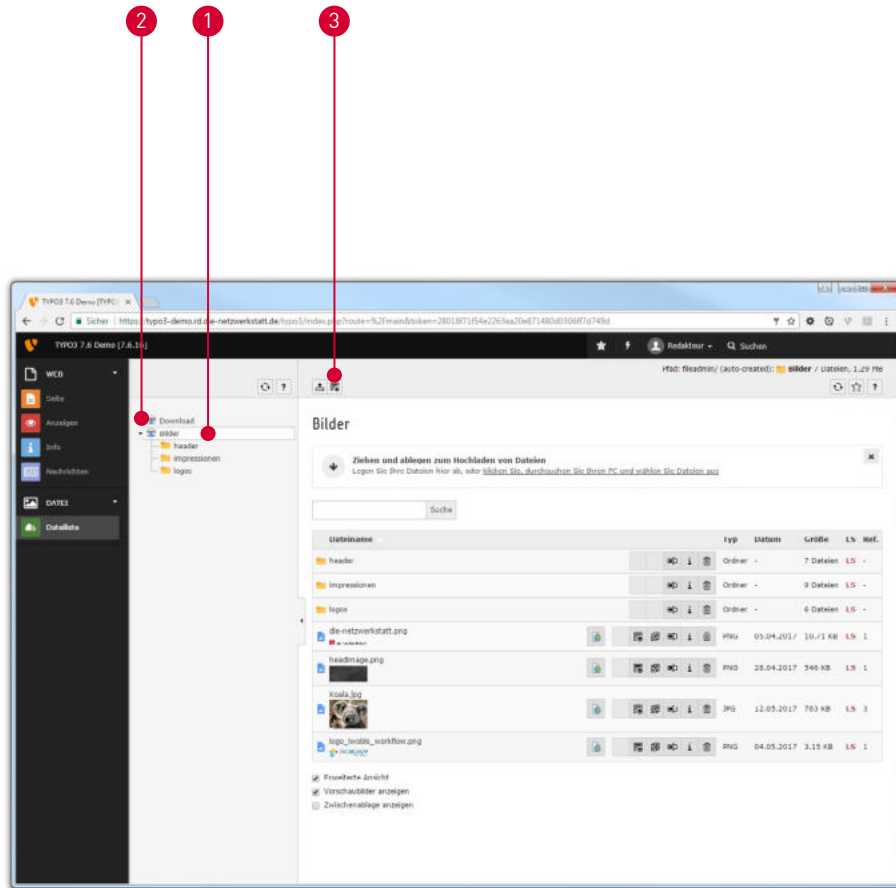 2 1 3
TYPO3 7.6 Demo [TYPO3
Sicher https://typo3-demo.rd.die-netzwerkstatt.de/typo3/index.php?route=%2Fmain&token=
TYPO3 7.6 Demo [7.6.16]
Redakteur
Suchen
WEB
Seite
Anzeigen
Info
Nachrichten
DATEI
Dateiliste
Download
Bilder
header
impressionen
logos
Pfad: fileadmin/ (auto-created): Bilder / Dateien, 1.29 MB
Bilder
Ziehen und ablegen zum Hochladen von Dateien
Legen Sie Ihre Dateien hier ab, oder klicken Sie, durchsuchen Sie Ihren PC und wählen Sie Dateien aus
Suche
Dateiname Typ Datum Größe LS Ref.
header Ordner - 7 Dateien LS -
impressionen Ordner - 9 Dateien LS -
logos Ordner - 6 Dateien LS -
die-netzwerkstatt.png PNG 05.04.2017 10.71 KB LS 1
headimage.png PNG 28.04.2017 546 KB LS 1
Koala.jpg JPG 12.05.2017 763 KB LS 3
logo_iwobis_workflow.png PNG 04.05.2017 3.15 KB LS 1
Erweiterte Ansicht
Vorschaubilder anzeigen
Zwischenablage anzeigen